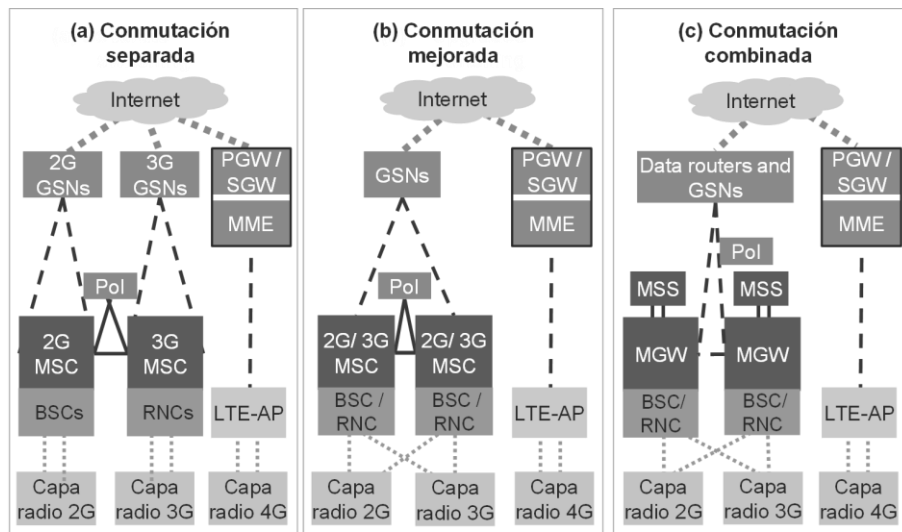 (a) Conmutación
separada
Internet
2G
GSNs
3G
GSNs
PGW /
SGW
MME
PoI
2G
MSC
3G
MSC
BSCs
RNCs
LTE-AP
Capa
radio 2G
Capa
radio 3G
Capa
radio 4G
(b) Conmutación
mejorada
Internet
GSNs
PGW /
SGW
MME
PoI
2G/ 3G
MSC
2G/ 3G
MSC
BSC /
RNC
BSC /
RNC
LTE-AP
Capa
radio 2G
Capa
radio 3G
Capa
radio 4G
(c) Conmutación
combinada
Internet
Data routers and
GSNs
PGW /
SGW
MME
PoI
MSS
MSS
MGW
MGW
BSC/
RNC
BSC/
RNC
LTE-AP
Capa
radio 2G
Capa
radio 3G
Capa
radio 4G